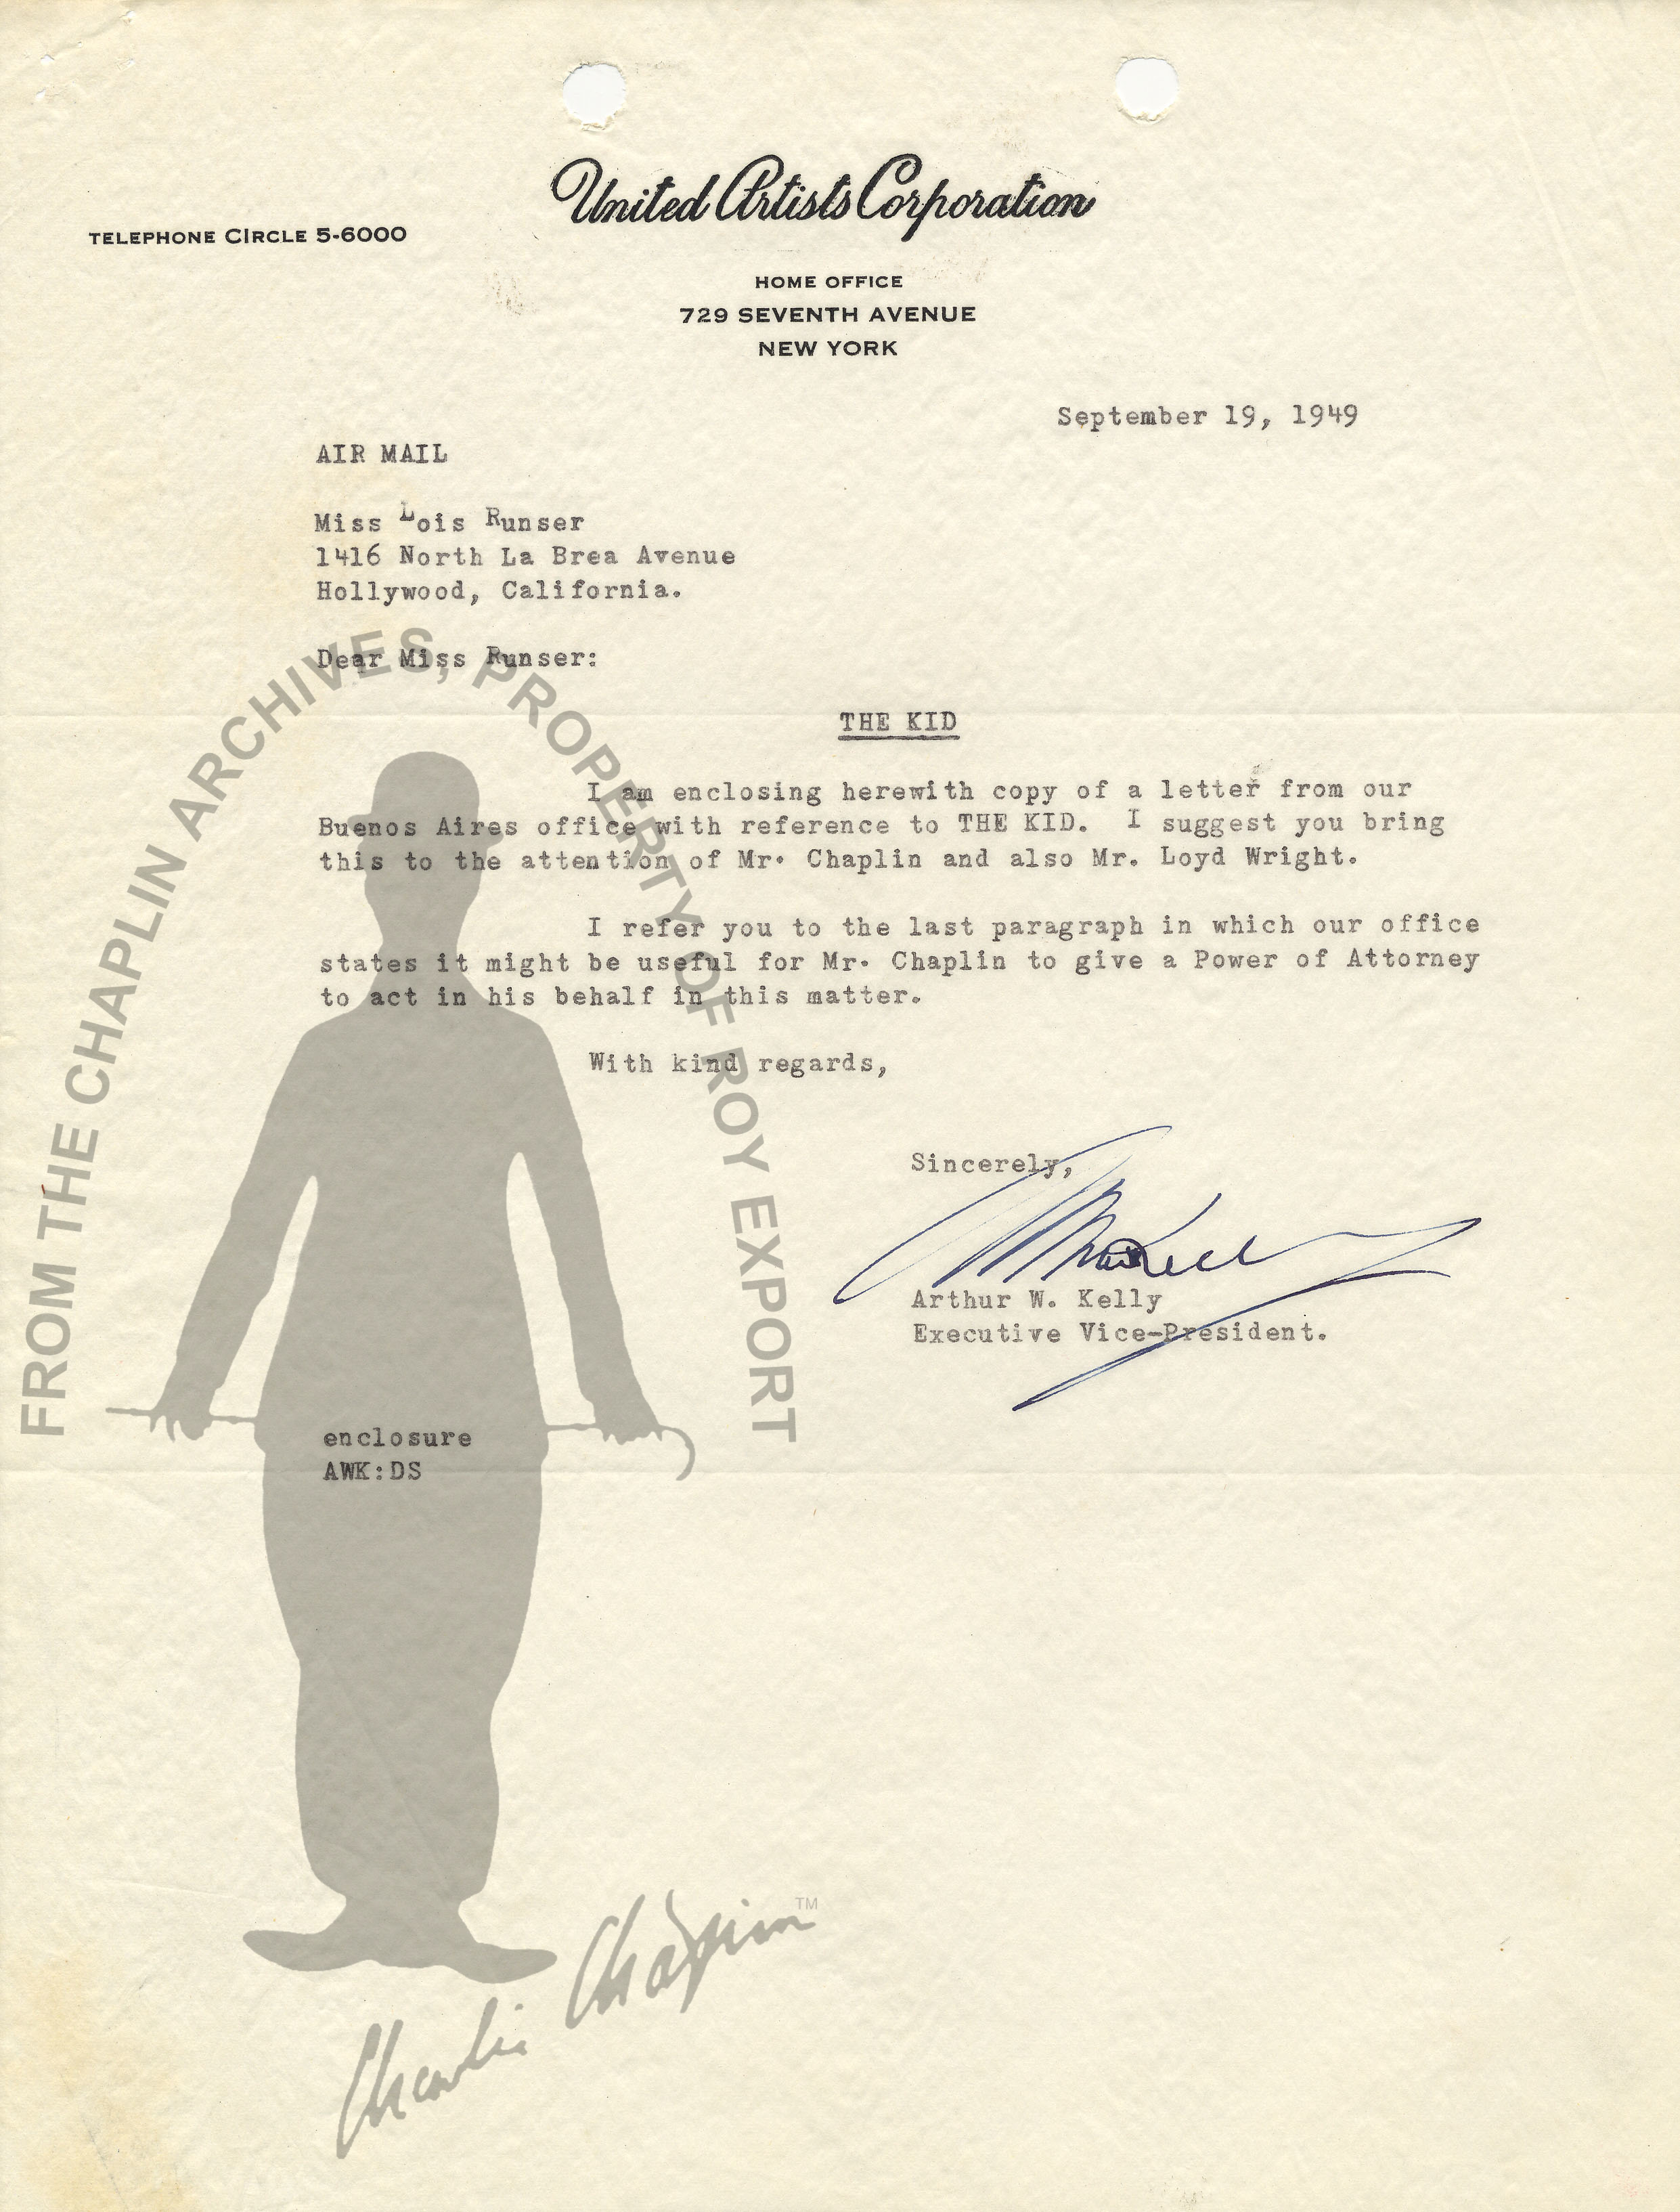 United Artists Corporation
TELEPHONE CIRCLE 5-6000
HOME OFFICE
729 SEVENTH AVENUE
NEW YORK
September 19, 1949
AIR MAIL
Miss Lois Runser
1416 North La Brea Avenue
Hollywood, California.
Dear Miss Runser:
THE KID
I am enclosing herewith copy of a letter from our
Buenos Aires office with reference to THE KID. I suggest you bring
this to the attention of Mr. Chaplin and also Mr. Loyd Wright.
I refer you to the last paragraph in which our office
states it might be useful for Mr. Chaplin to give a Power of Attorney
to act in his behalf in this matter.
With kind regards,
Sincerely,
Arthur W. Kelly
Executive Vice-President.
enclosure
AWK:DS
FROM THE CHAPLIN ARCHIVES, PROPERTY OF ROY EXPORT
Charlie Chaplin TM